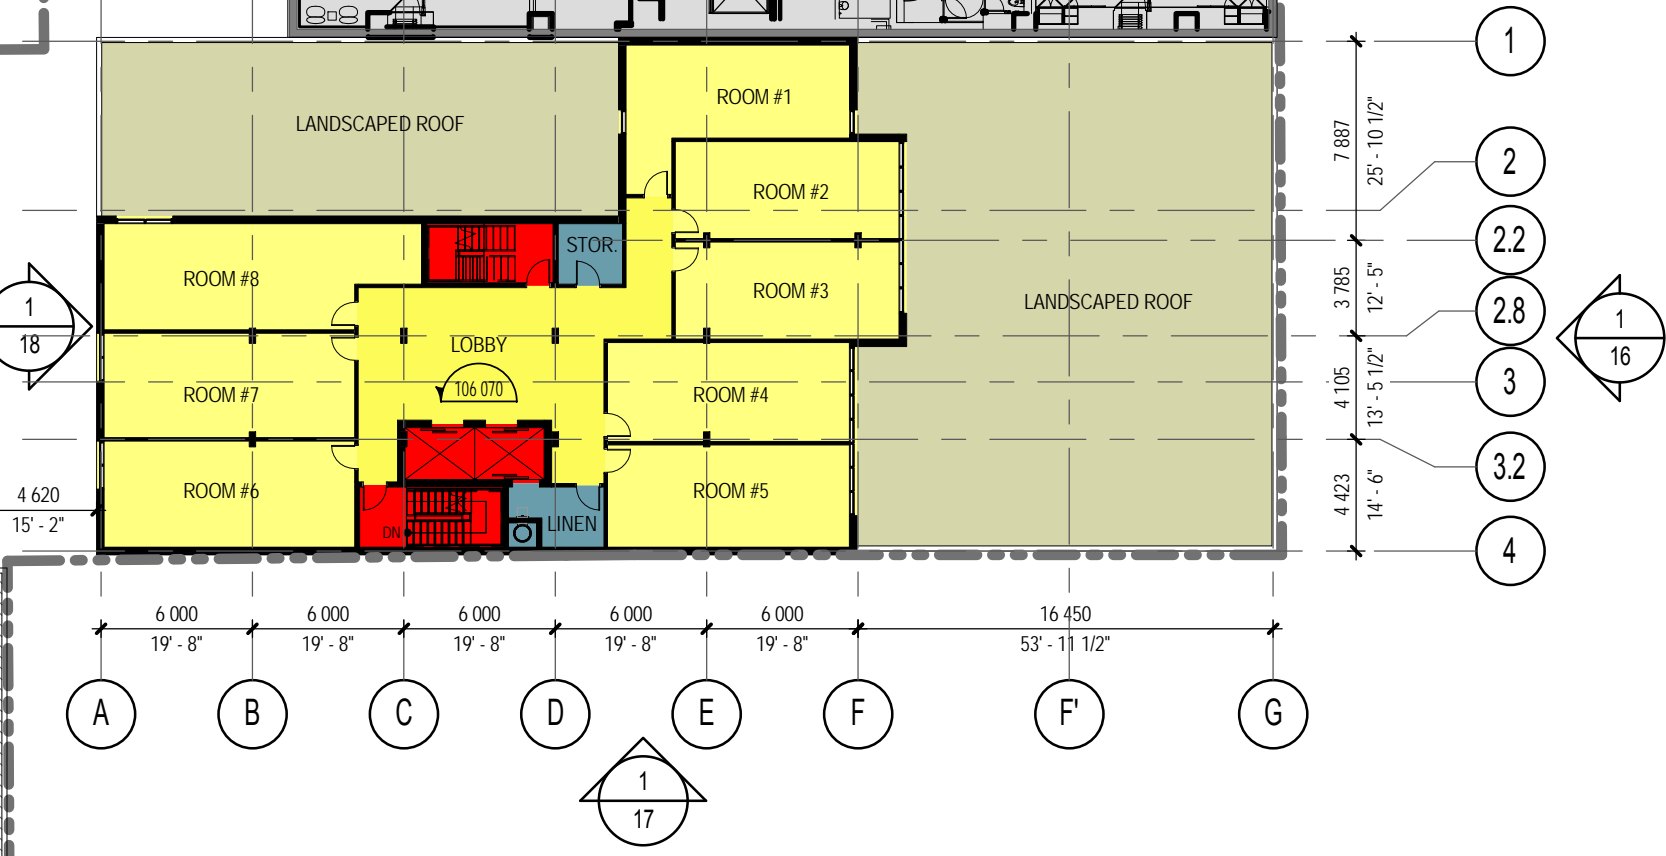 1
LANDSCAPED ROOF
ROOM #1
7 887
25' - 10 1/2"
2
ROOM #2
STOR.
2.2
ROOM #8
ROOM #3
LANDSCAPED ROOF
3 785
12' - 5"
2.8
1
18
1
16
LOBBY
106 070
ROOM #7
ROOM #4
4 105
13' - 5 1/2"
3
3.2
ROOM #6
ROOM #5
4 423
14' - 6"
4 620
15' - 2"
DN
LINEN
4
6 000
19' - 8"
6 000
19' - 8"
6 000
19' - 8"
6 000
19' - 8"
6 000
19' - 8"
16 450
53' - 11 1/2"
A
B
C
D
E
F
F'
G
1
17